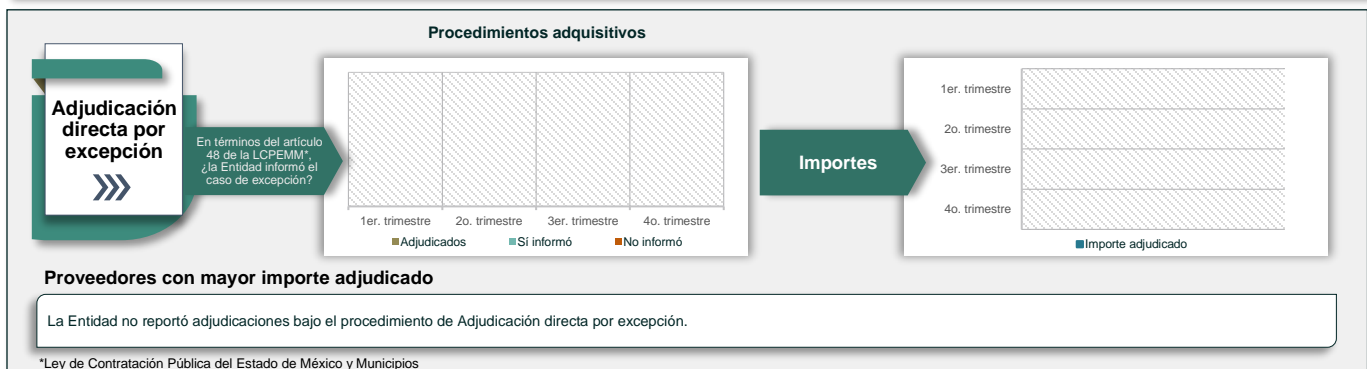 Procedimientos adquisitivos
Adjudicación
directa por
excepción
En términos del artículo
48 de la LCPEMM*,
¿la Entidad informó el
caso de excepción?
1er. trimestre
2o. trimestre
3er. trimestre
4o. trimestre
Adjudicados
Sí informó
No informó
Importes
1er. trimestre
2o. trimestre
3er. trimestre
4o. trimestre
Importe adjudicado
Proveedores con mayor importe adjudicado
La Entidad no reportó adjudicaciones bajo el procedimiento de Adjudicación directa por excepción.
*Ley de Contratación Pública del Estado de México y Municipios